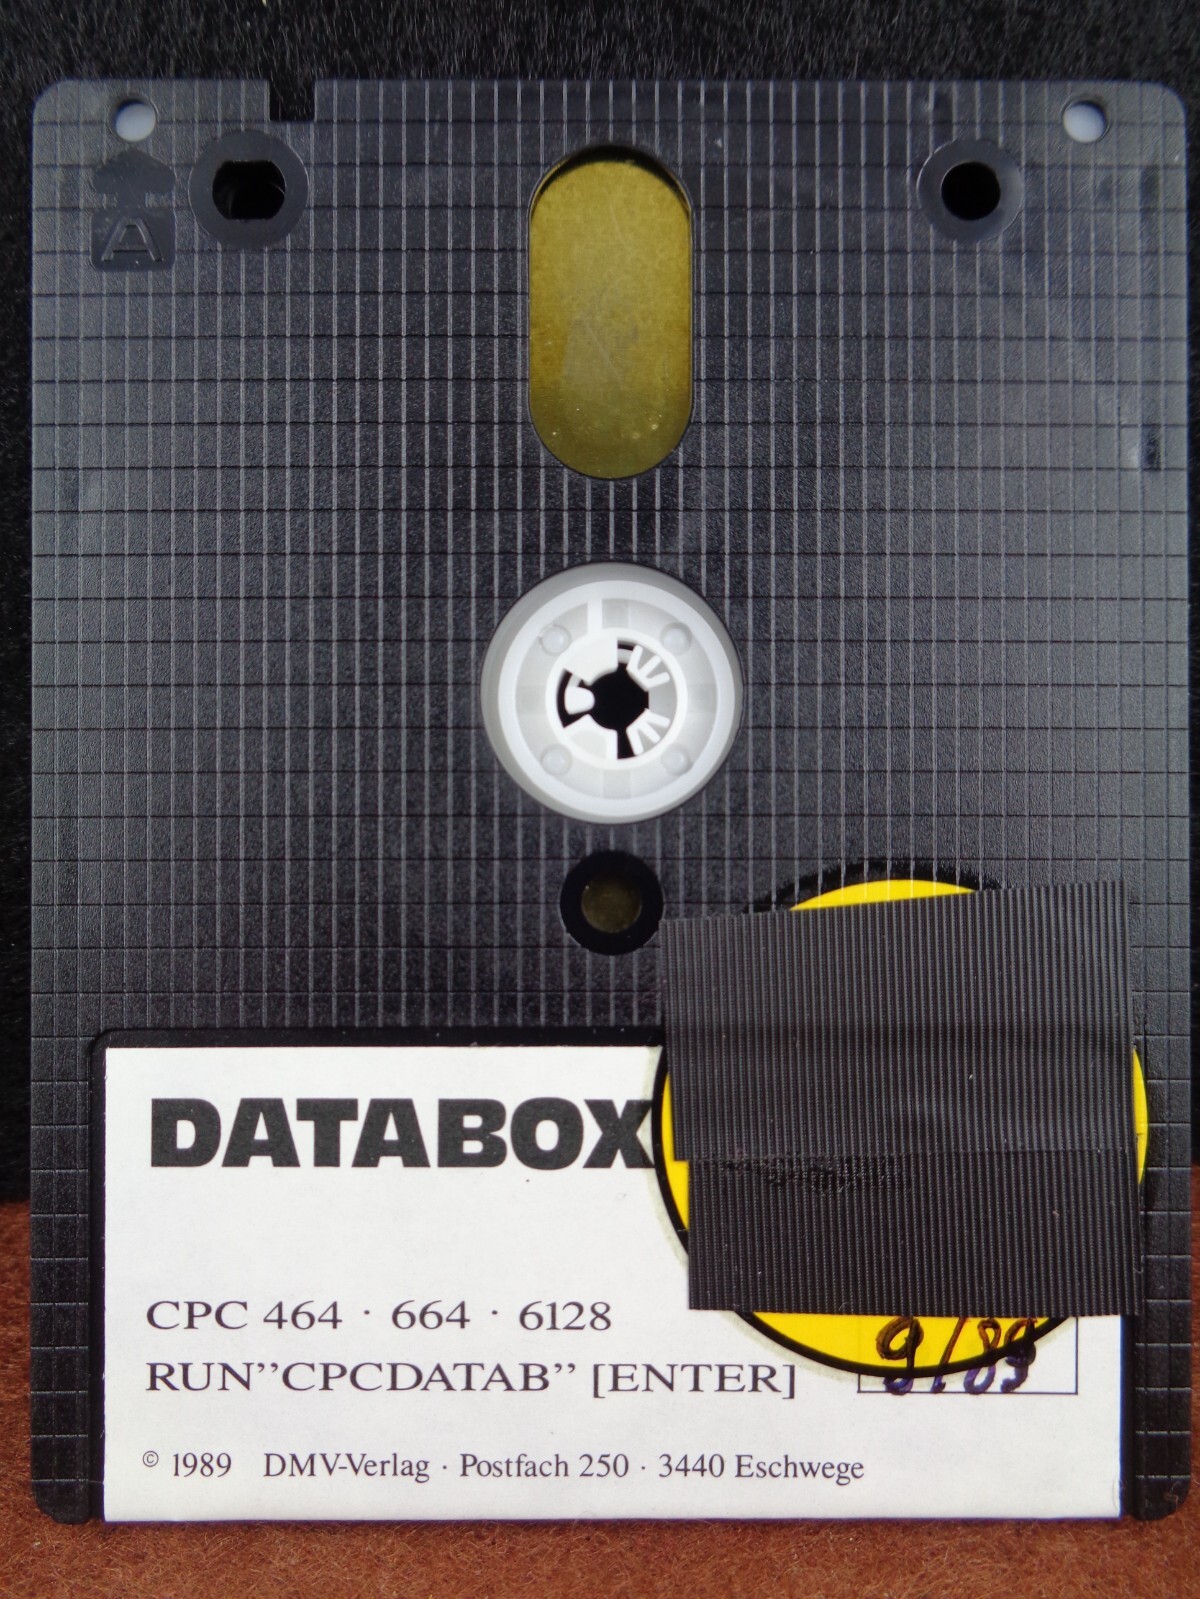 A
DATABOX
CPC 464 · 664 · 6128
RUN”CPCDATAB” [ENTER]
9/89
© 1989 DMV-Verlag · Postfach 250 · 3440 Eschwege